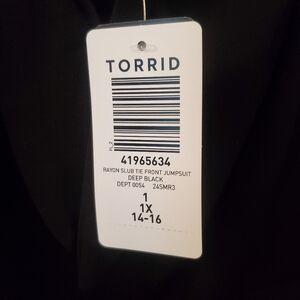 TORRID
41965634
RAYON SLUB TIE FRONT JUMPSUIT
DEEP BLACK
DEPT 0054 24SMR3
1
1X
14-16